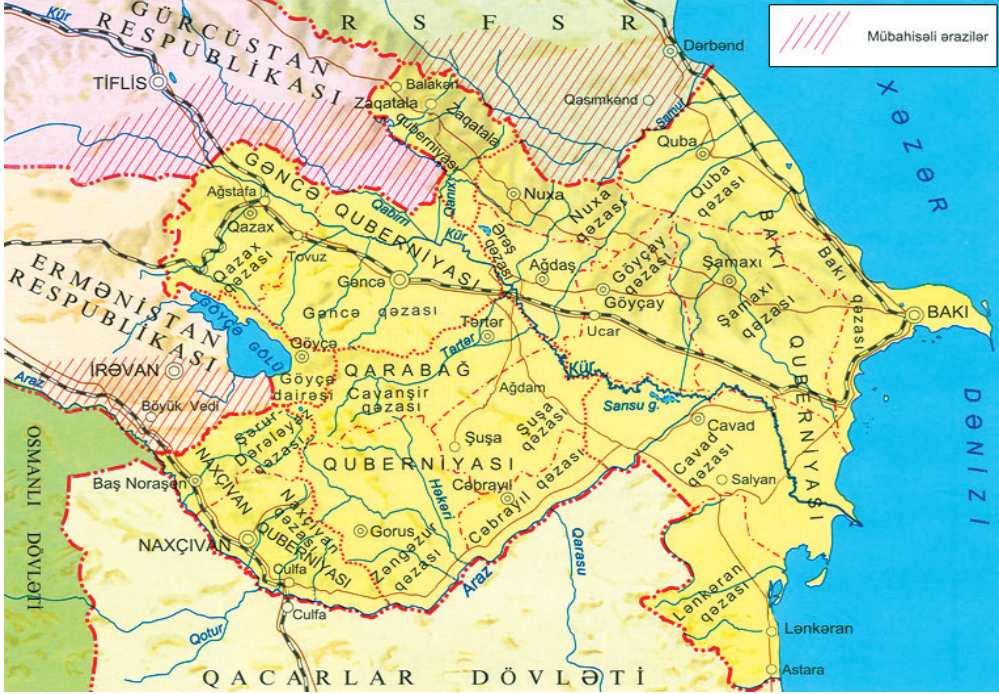 Mübahisəli ərazilər
R S F S R
Kür
GÜRCÜSTAN
RESPUBLİKASI
TİFLİS
Dərbənd
Balakən
Zaqatala
Zaqatala
quberniyası
Qasımkənd
Samur
XƏZƏR
Quba
Quba
qəzası
GƏNCƏ QUBERNİYASI
Ağstafa
Qabırrı
Qanıx
Nuxa
Nuxa
qəzası
Qazax
Qazax
qəzası
Tovuz
Kür
Ərəş
qəzası
Göyçay
qəzası
BAKI
Bakı
qəzası
Ağdaş
Şamaxı
Şamaxı
qəzası
Gəncə
Göyçay
ERMƏNİSTAN
RESPUBLİKASI
GÖYÇƏ GÖLÜ
Gəncə qəzası
Tərtər
Ucar
BAKI
QUBERNİYASI
Tərtər
Göyçə
Göyçə
dairəsi
QARABAĞ
Cavanşir
qəzası
Kür
İRƏVAN
Araz
Ağdam
Sarısu g.
DƏNİZİ
Böyük Vedi
Şərur
Dərələyəz
qəzası
Şuşa
Şuşa
qəzası
Cavad
Cavad
qəzası
OSMANLI DÖVLƏTİ
NAXÇIVAN
QUBERNİYASI
QUBERNİYASI
Baş Noraşen
Cəbrayıl
Cəbrayıl qəzası
Salyan
Həkəri
Naxçıvan
qəzası
NAXÇIVAN
Gorus
Zəngəzur
qəzası
Qarasu
Culfa
Araz
Culfa
Lənkəran
qəzası
Lənkəran
Qotur
Astara
QACARLAR DÖVLƏTİ